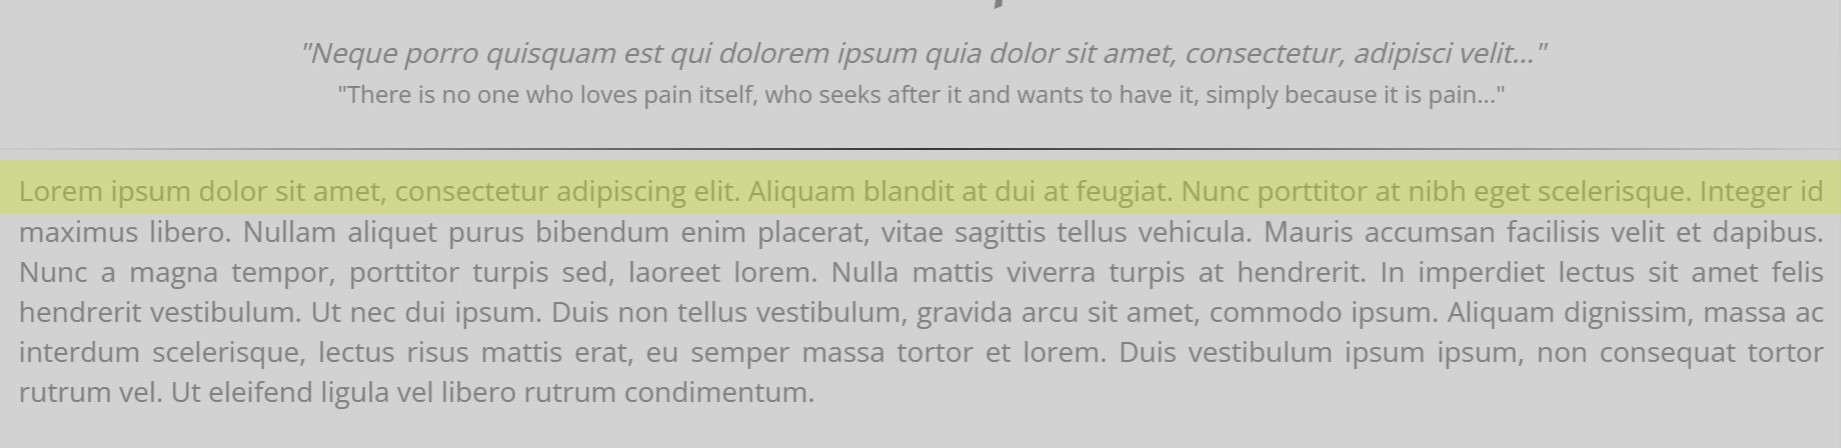 "Neque porro quisquam est qui dolorem ipsum quia dolor sit amet, consectetur, adipisci velit..."
"There is no one who loves pain itself, who seeks after it and wants to have it, simply because it is pain..."
Lorem ipsum dolor sit amet, consectetur adipiscing elit. Aliquam blandit at dui at feugiat. Nunc porttitor at nibh eget scelerisque. Integer id
maximus libero. Nullam aliquet purus bibendum enim placerat, vitae sagittis tellus vehicula. Mauris accumsan facilisis velit et dapibus.
Nunc a magna tempor, porttitor turpis sed, laoreet lorem. Nulla mattis viverra turpis at hendrerit. In imperdiet lectus sit amet felis
hendrerit vestibulum. Ut nec dui ipsum. Duis non tellus vestibulum, gravida arcu sit amet, commodo ipsum. Aliquam dignissim, massa ac
interdum scelerisque, lectus risus mattis erat, eu semper massa tortor et lorem. Duis vestibulum ipsum ipsum, non consequat tortor
rutrum vel. Ut eleifend ligula vel libero rutrum condimentum.